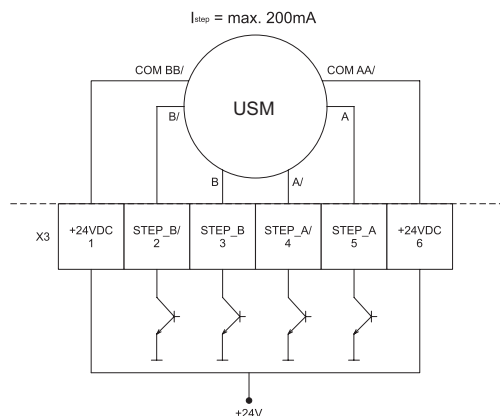 Istep = max. 200mA
COM BB/
COM AA/
B/
USM
A
B
A/
X3
+24VDC
1
STEP_B/
2
STEP_B
3
STEP_A/
4
STEP_A
5
+24VDC
6
+24V